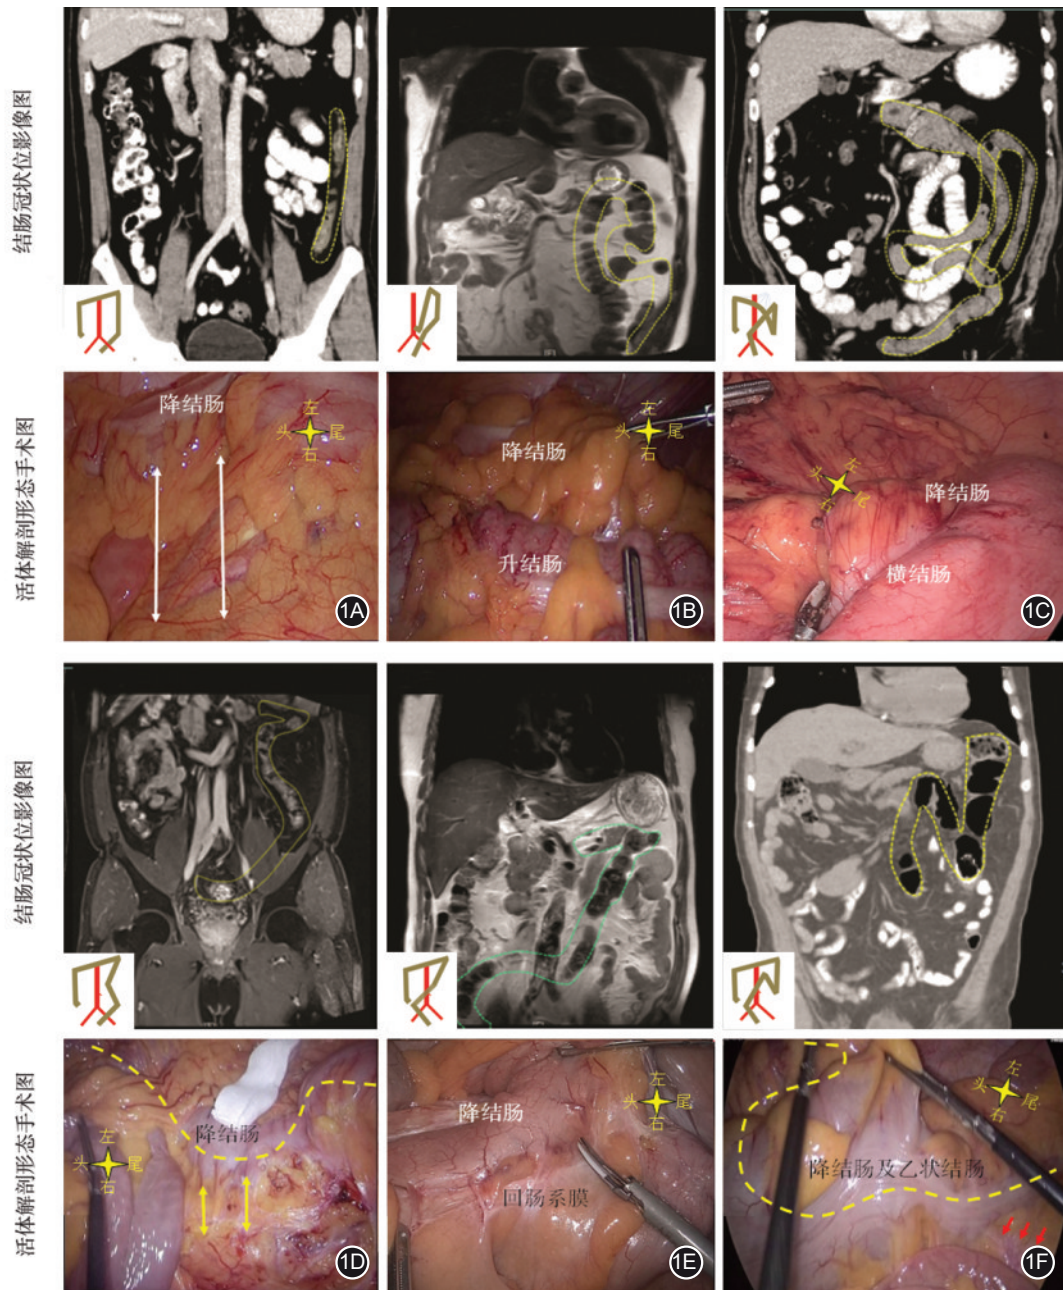 结肠冠状位影像图
活体解剖形态手术图
降结肠
左
头 尾
右
1A
降结肠
左
头 尾
右
升结肠
1B
左
头 尾
右
降结肠
横结肠
1C
结肠冠状位影像图
活体解剖形态手术图
降结肠
左
头 尾
右
1D
降结肠
左
头 尾
右
回肠系膜
1E
左
头 尾
右
降结肠及乙状结肠
1F